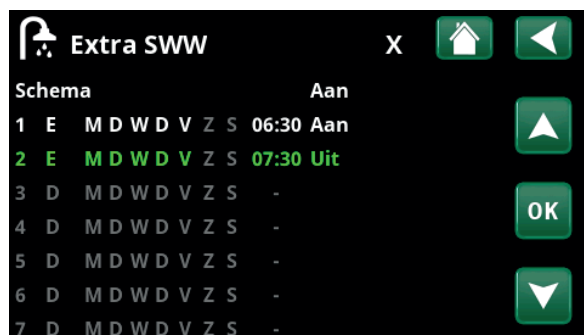 Extra SWW X
Schema Aan
1 E M D W D V Z S 06:30 Aan
2 E M D W D V Z S 07:30 Uit
3 D M D W D V Z S -
4 D M D W D V Z S -
OK
5 D M D W D V Z S -
6 D M D W D V Z S -
7 D M D W D V Z S